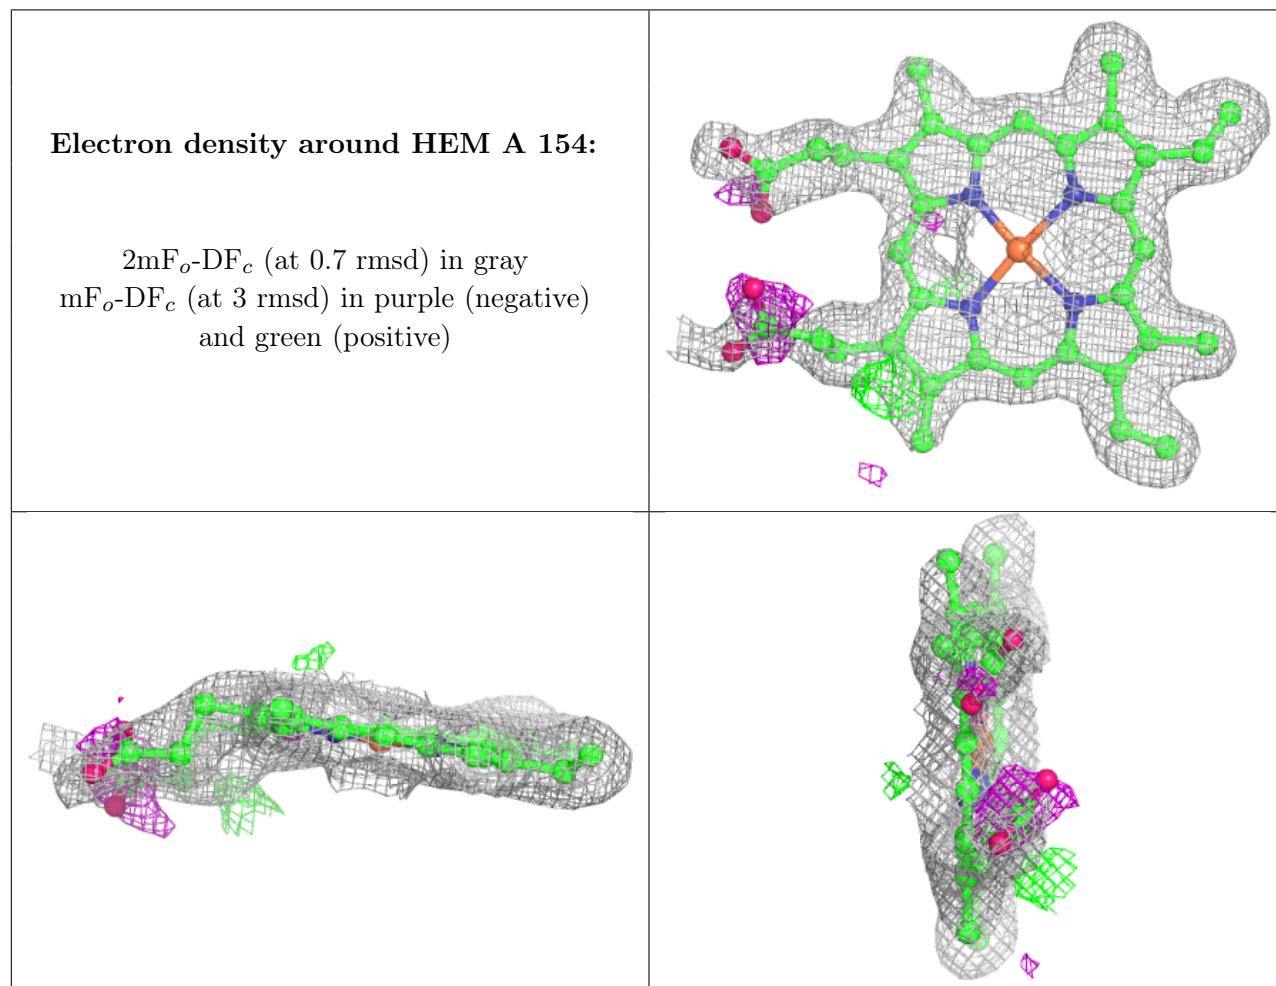 Electron density around HEM A 154:
2mFo-DFc (at 0.7 rmsd) in gray
mFo-DFc (at 3 rmsd) in purple (negative)
and green (positive)